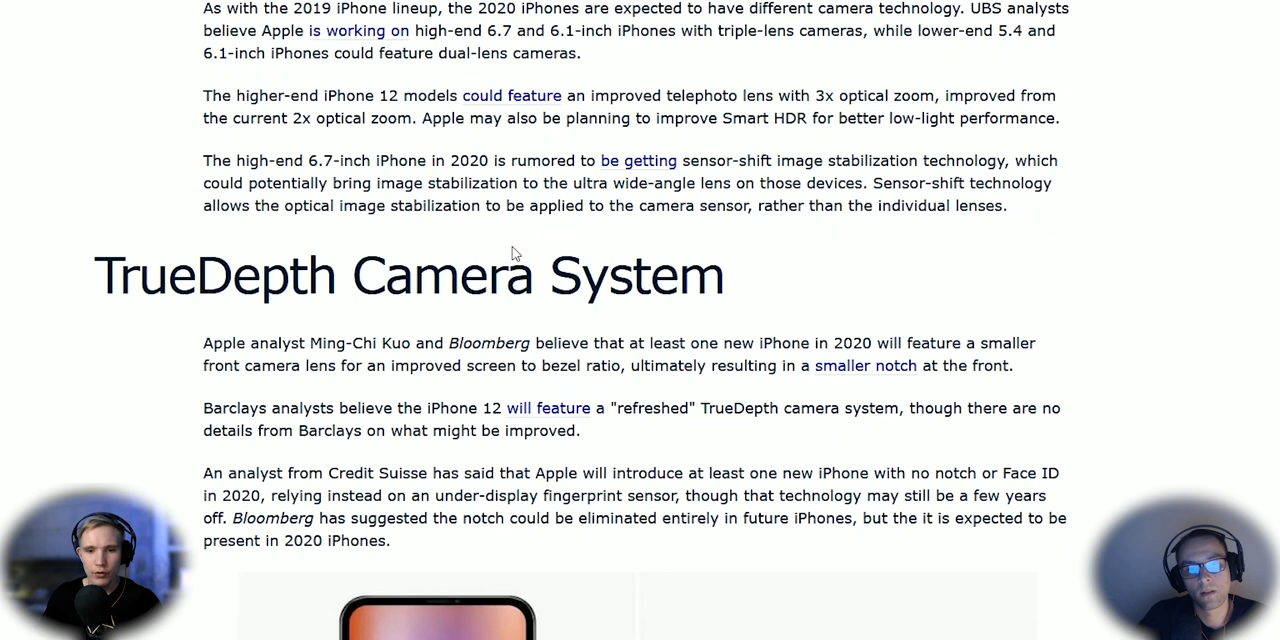 As with the 2019 iPhone lineup, the 2020 iPhones are expected to have different camera technology. UBS analysts
believe Apple is working on high-end 6.7 and 6.1-inch iPhones with triple-lens cameras, while lower-end 5.4 and
6.1-inch iPhones could feature dual-lens cameras.
The higher-end iPhone 12 models could feature an improved telephoto lens with 3x optical zoom, improved from
the current 2x optical zoom. Apple may also be planning to improve Smart HDR for better low-light performance.
The high-end 6.7-inch iPhone in 2020 is rumored to be getting sensor-shift image stabilization technology, which
could potentially bring image stabilization to the ultra wide-angle lens on those devices. Sensor-shift technology
allows the optical image stabilization to be applied to the camera sensor, rather than the individual lenses.
TrueDepth Camera System
Apple analyst Ming-Chi Kuo and Bloomberg believe that at least one new iPhone in 2020 will feature a smaller
front camera lens for an improved screen to bezel ratio, ultimately resulting in a smaller notch at the front.
Barclays analysts believe the iPhone 12 will feature a "refreshed" TrueDepth camera system, though there are no
details from Barclays on what might be improved.
An analyst from Credit Suisse has said that Apple will introduce at least one new iPhone with no notch or Face ID
in 2020, relying instead on an under-display fingerprint sensor, though that technology may still be a few years
off. Bloomberg has suggested the notch could be eliminated entirely in future iPhones, but the it is expected to be
present in 2020 iPhones.